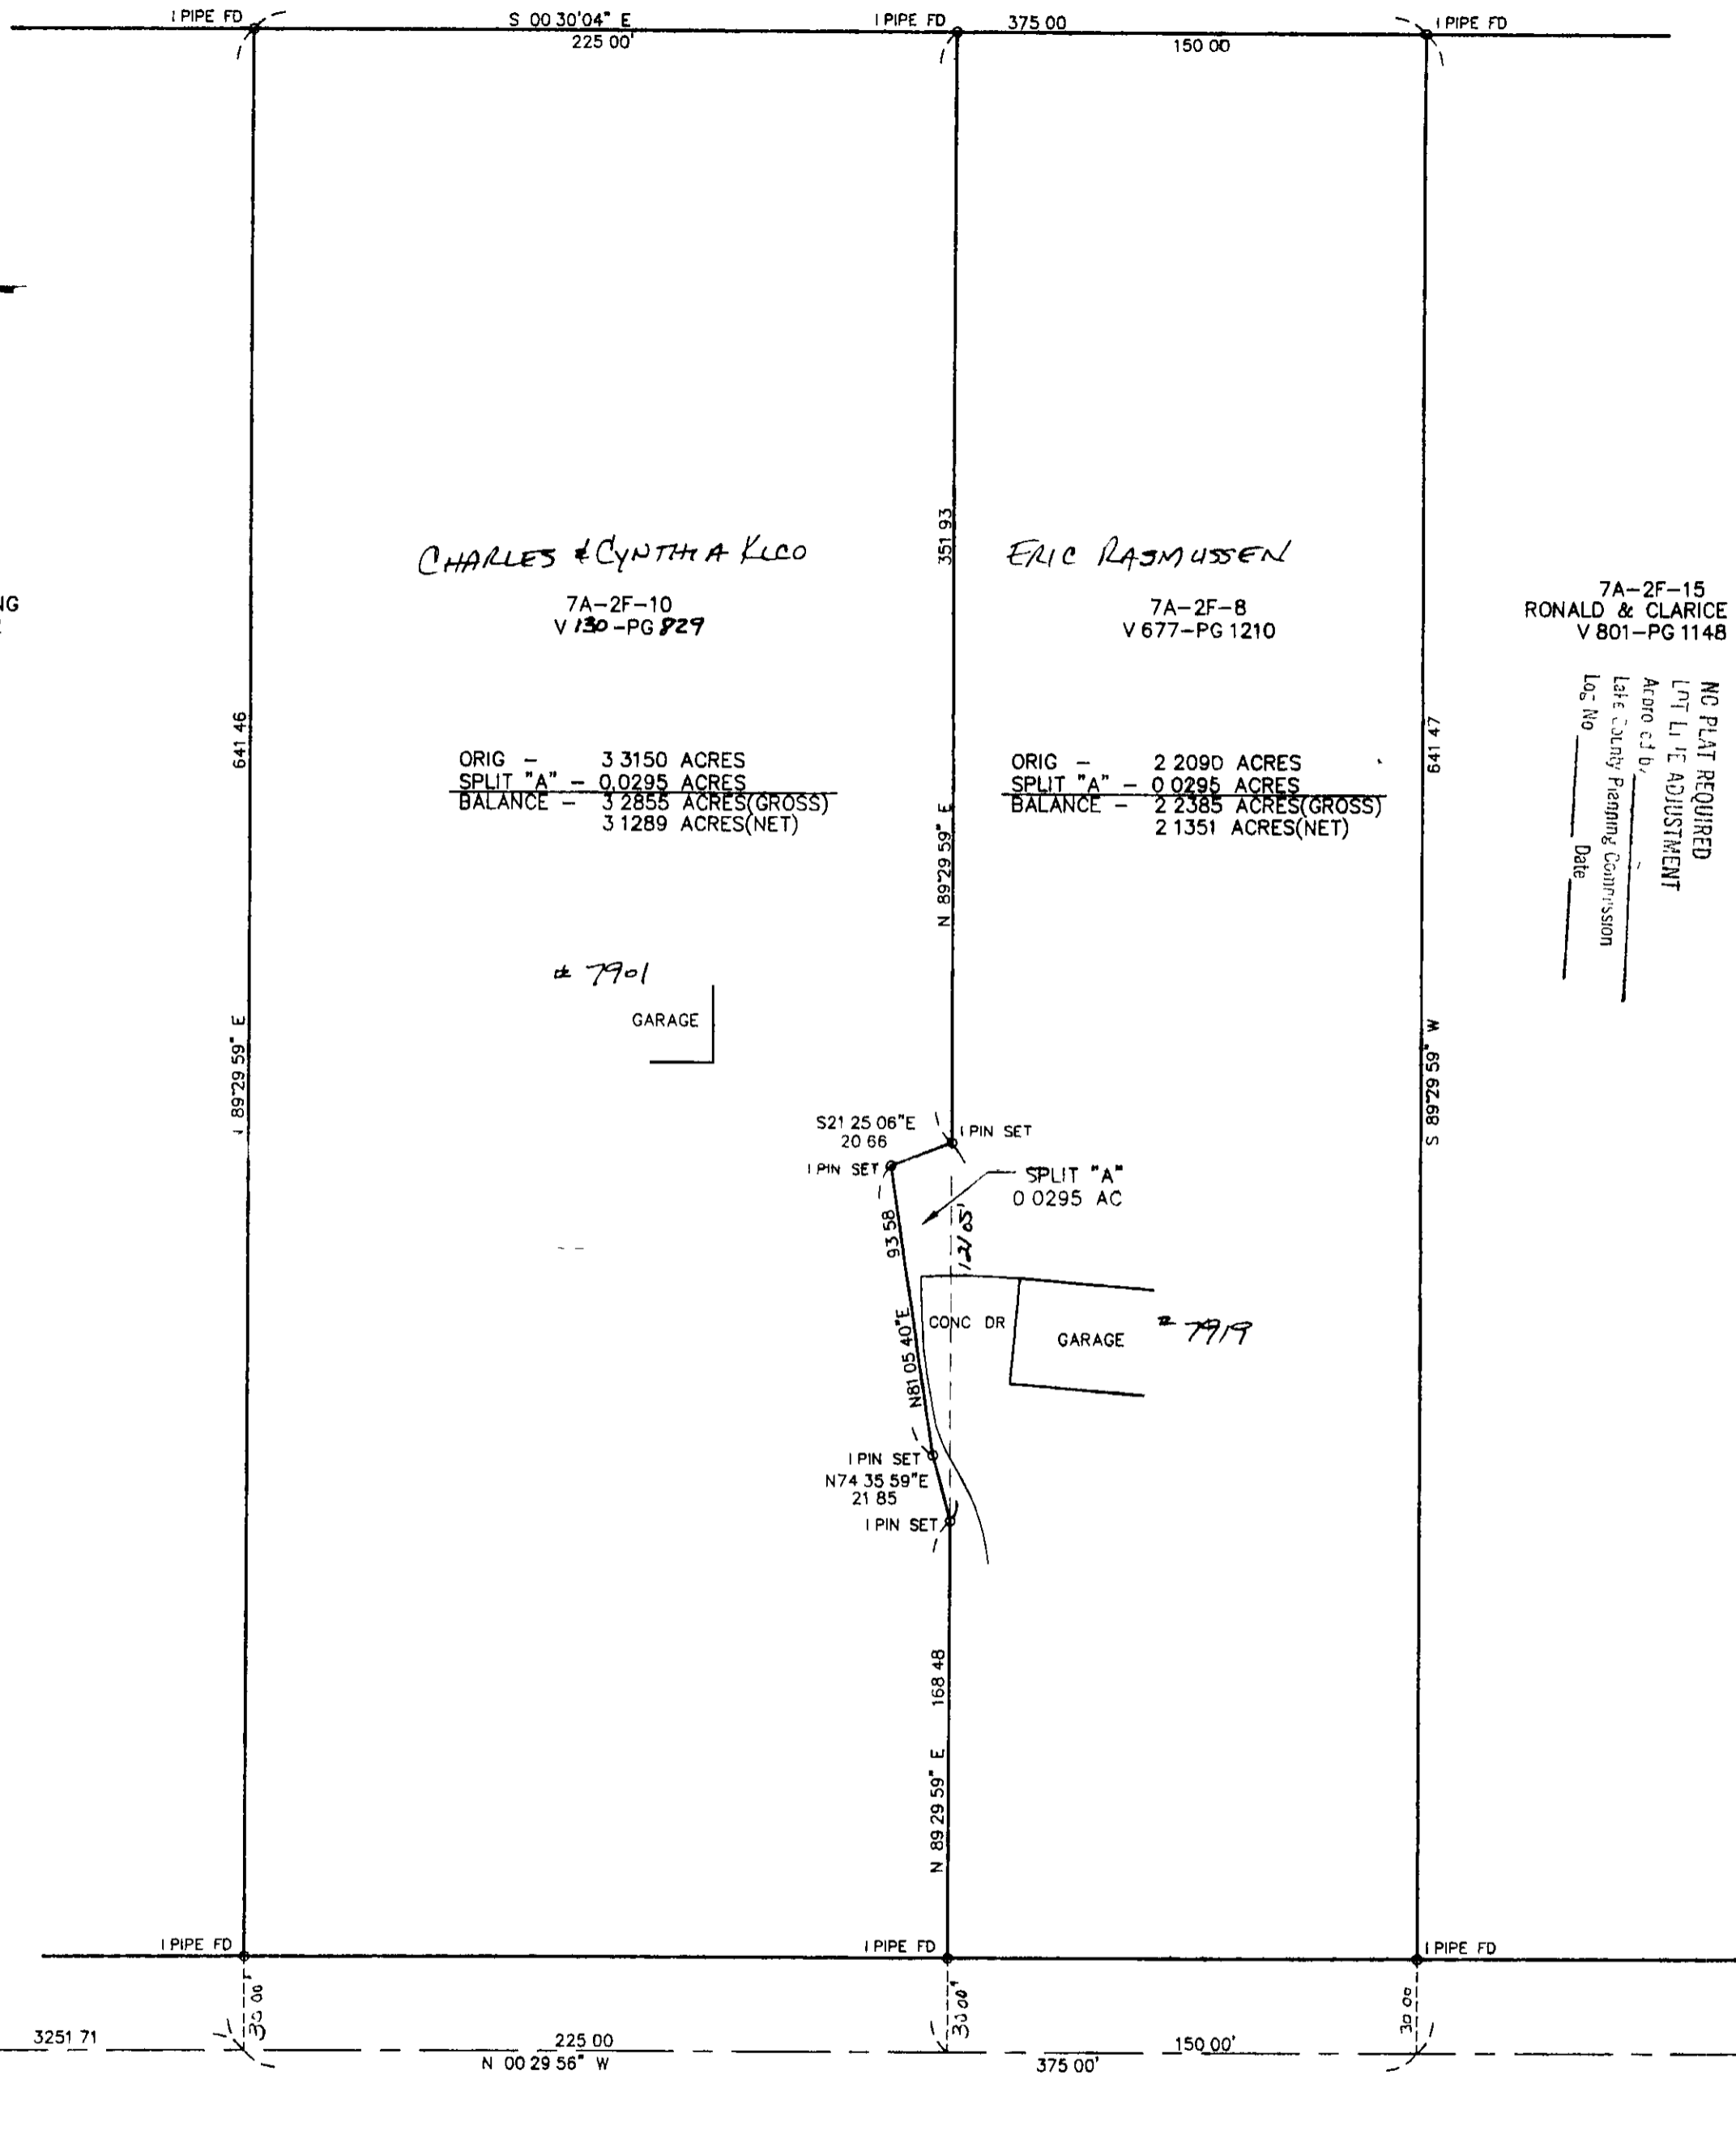 I PIPE FD
S 00 30'04" E
225 00'
I PIPE FD
375 00
150 00
I PIPE FD
351 93
N 89°29 59" E
CHARLES & CYNTHIA
7A-2F-10
V 130-PG 829
ERIC RASMUSSEN
7A-2F-8
V 677-PG 1210
7A-2F-15
RONALD & CLARICE
V 801-PG 1148
NO PLAT REQUIRED
ADJUSTMENT
County Planning Commission
Log No Date
641 46
89°29 59" E
ORIG - 3 3150 ACRES
SPLIT "A" - 0.0295 ACRES
BALANCE - 3 2855 ACRES(GROSS)
3 1289 ACRES(NET)
ORIG - 2 2090 ACRES
SPLIT "A" - 0 0295 ACRES
BALANCE - 2 2385 ACRES(GROSS)
2 1351 ACRES(NET)
641 47
S 89°29 59" W
# 7901
GARAGE
S21 25 06"E
20 66
I PIN SET
I PIN SET
SPLIT "A"
0 0295 AC
93 58
N81 05 40"E
121 05'
CONC DR
GARAGE
# 7919
I PIN SET
N74 35 59"E
21 85
I PIN SET
168 48
N 89 29 59" E
I PIPE FD
I PIPE FD
I PIPE FD
30 00'
30 00'
30 00
3251 71
225 00
N 00 29 56" W
150 00'
375 00'